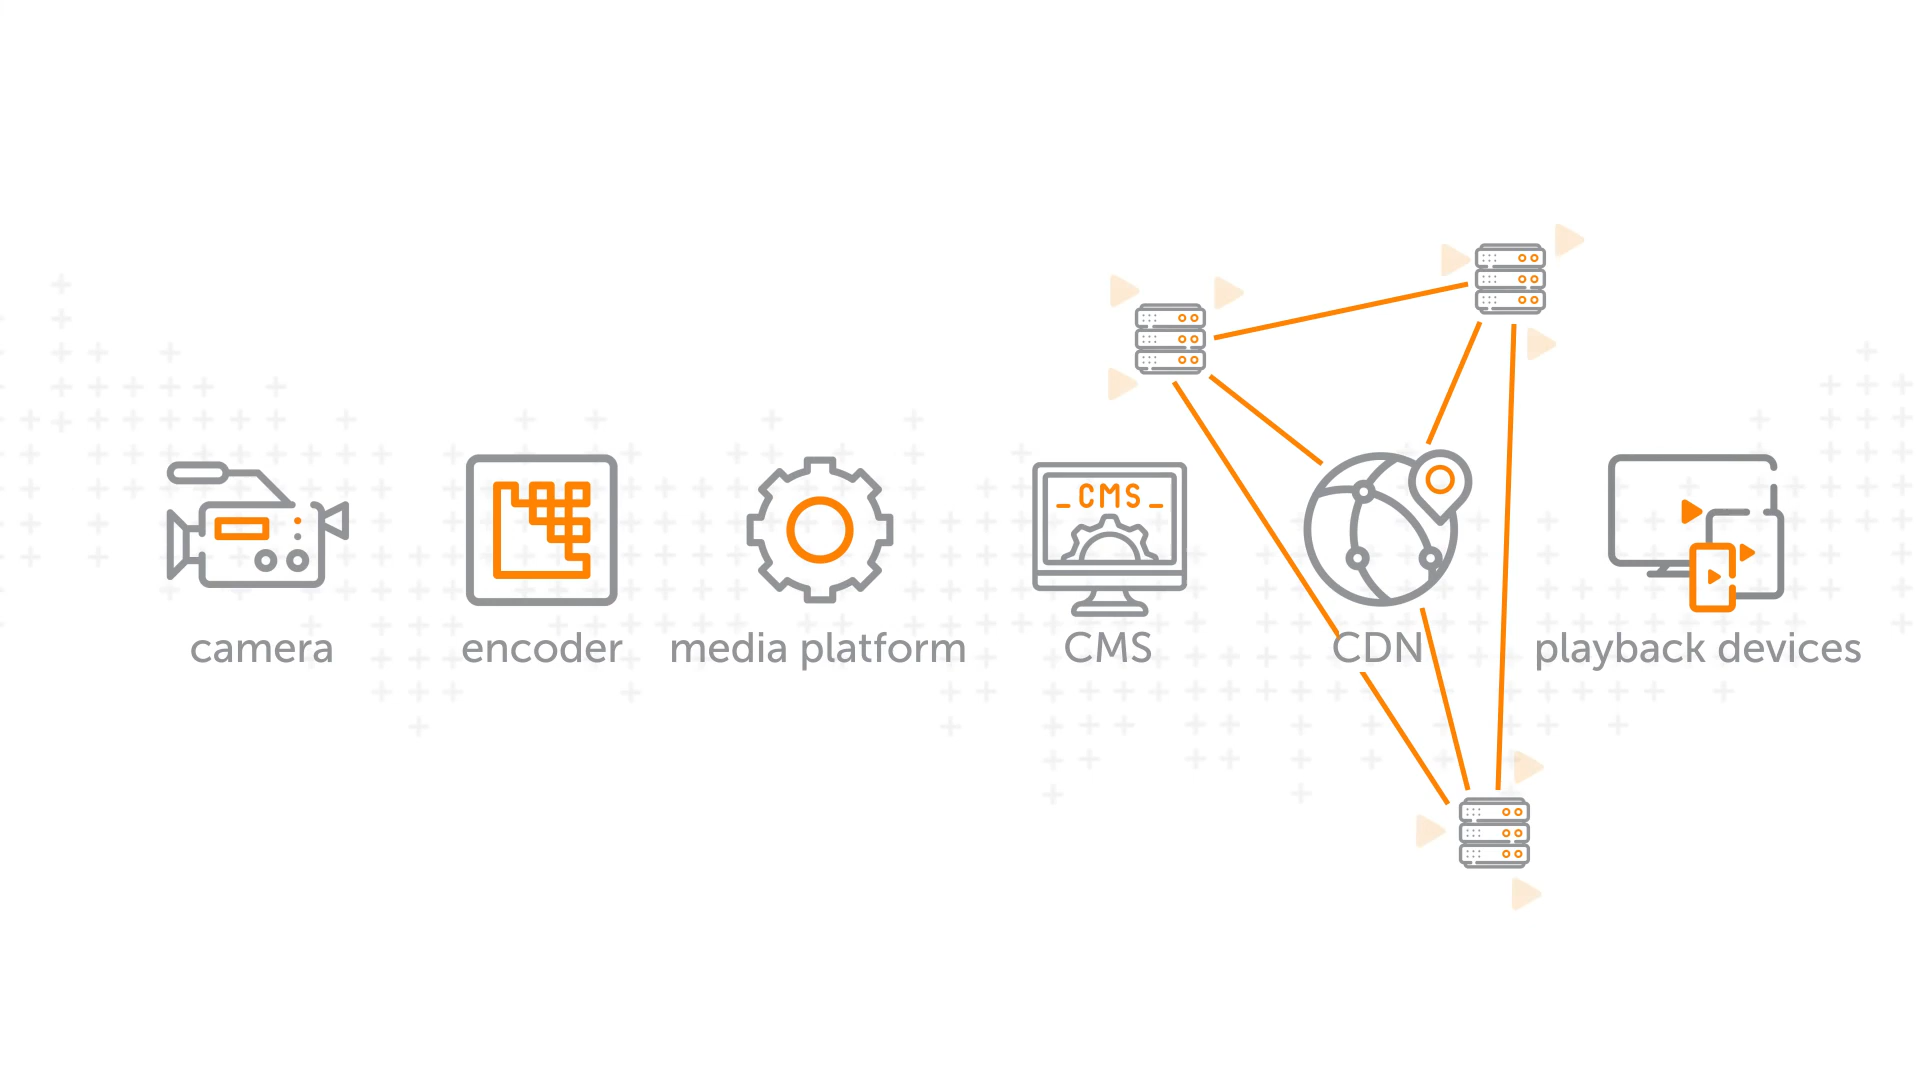 CMS
camera
encoder
media platform
CMS
CDN
playback devices